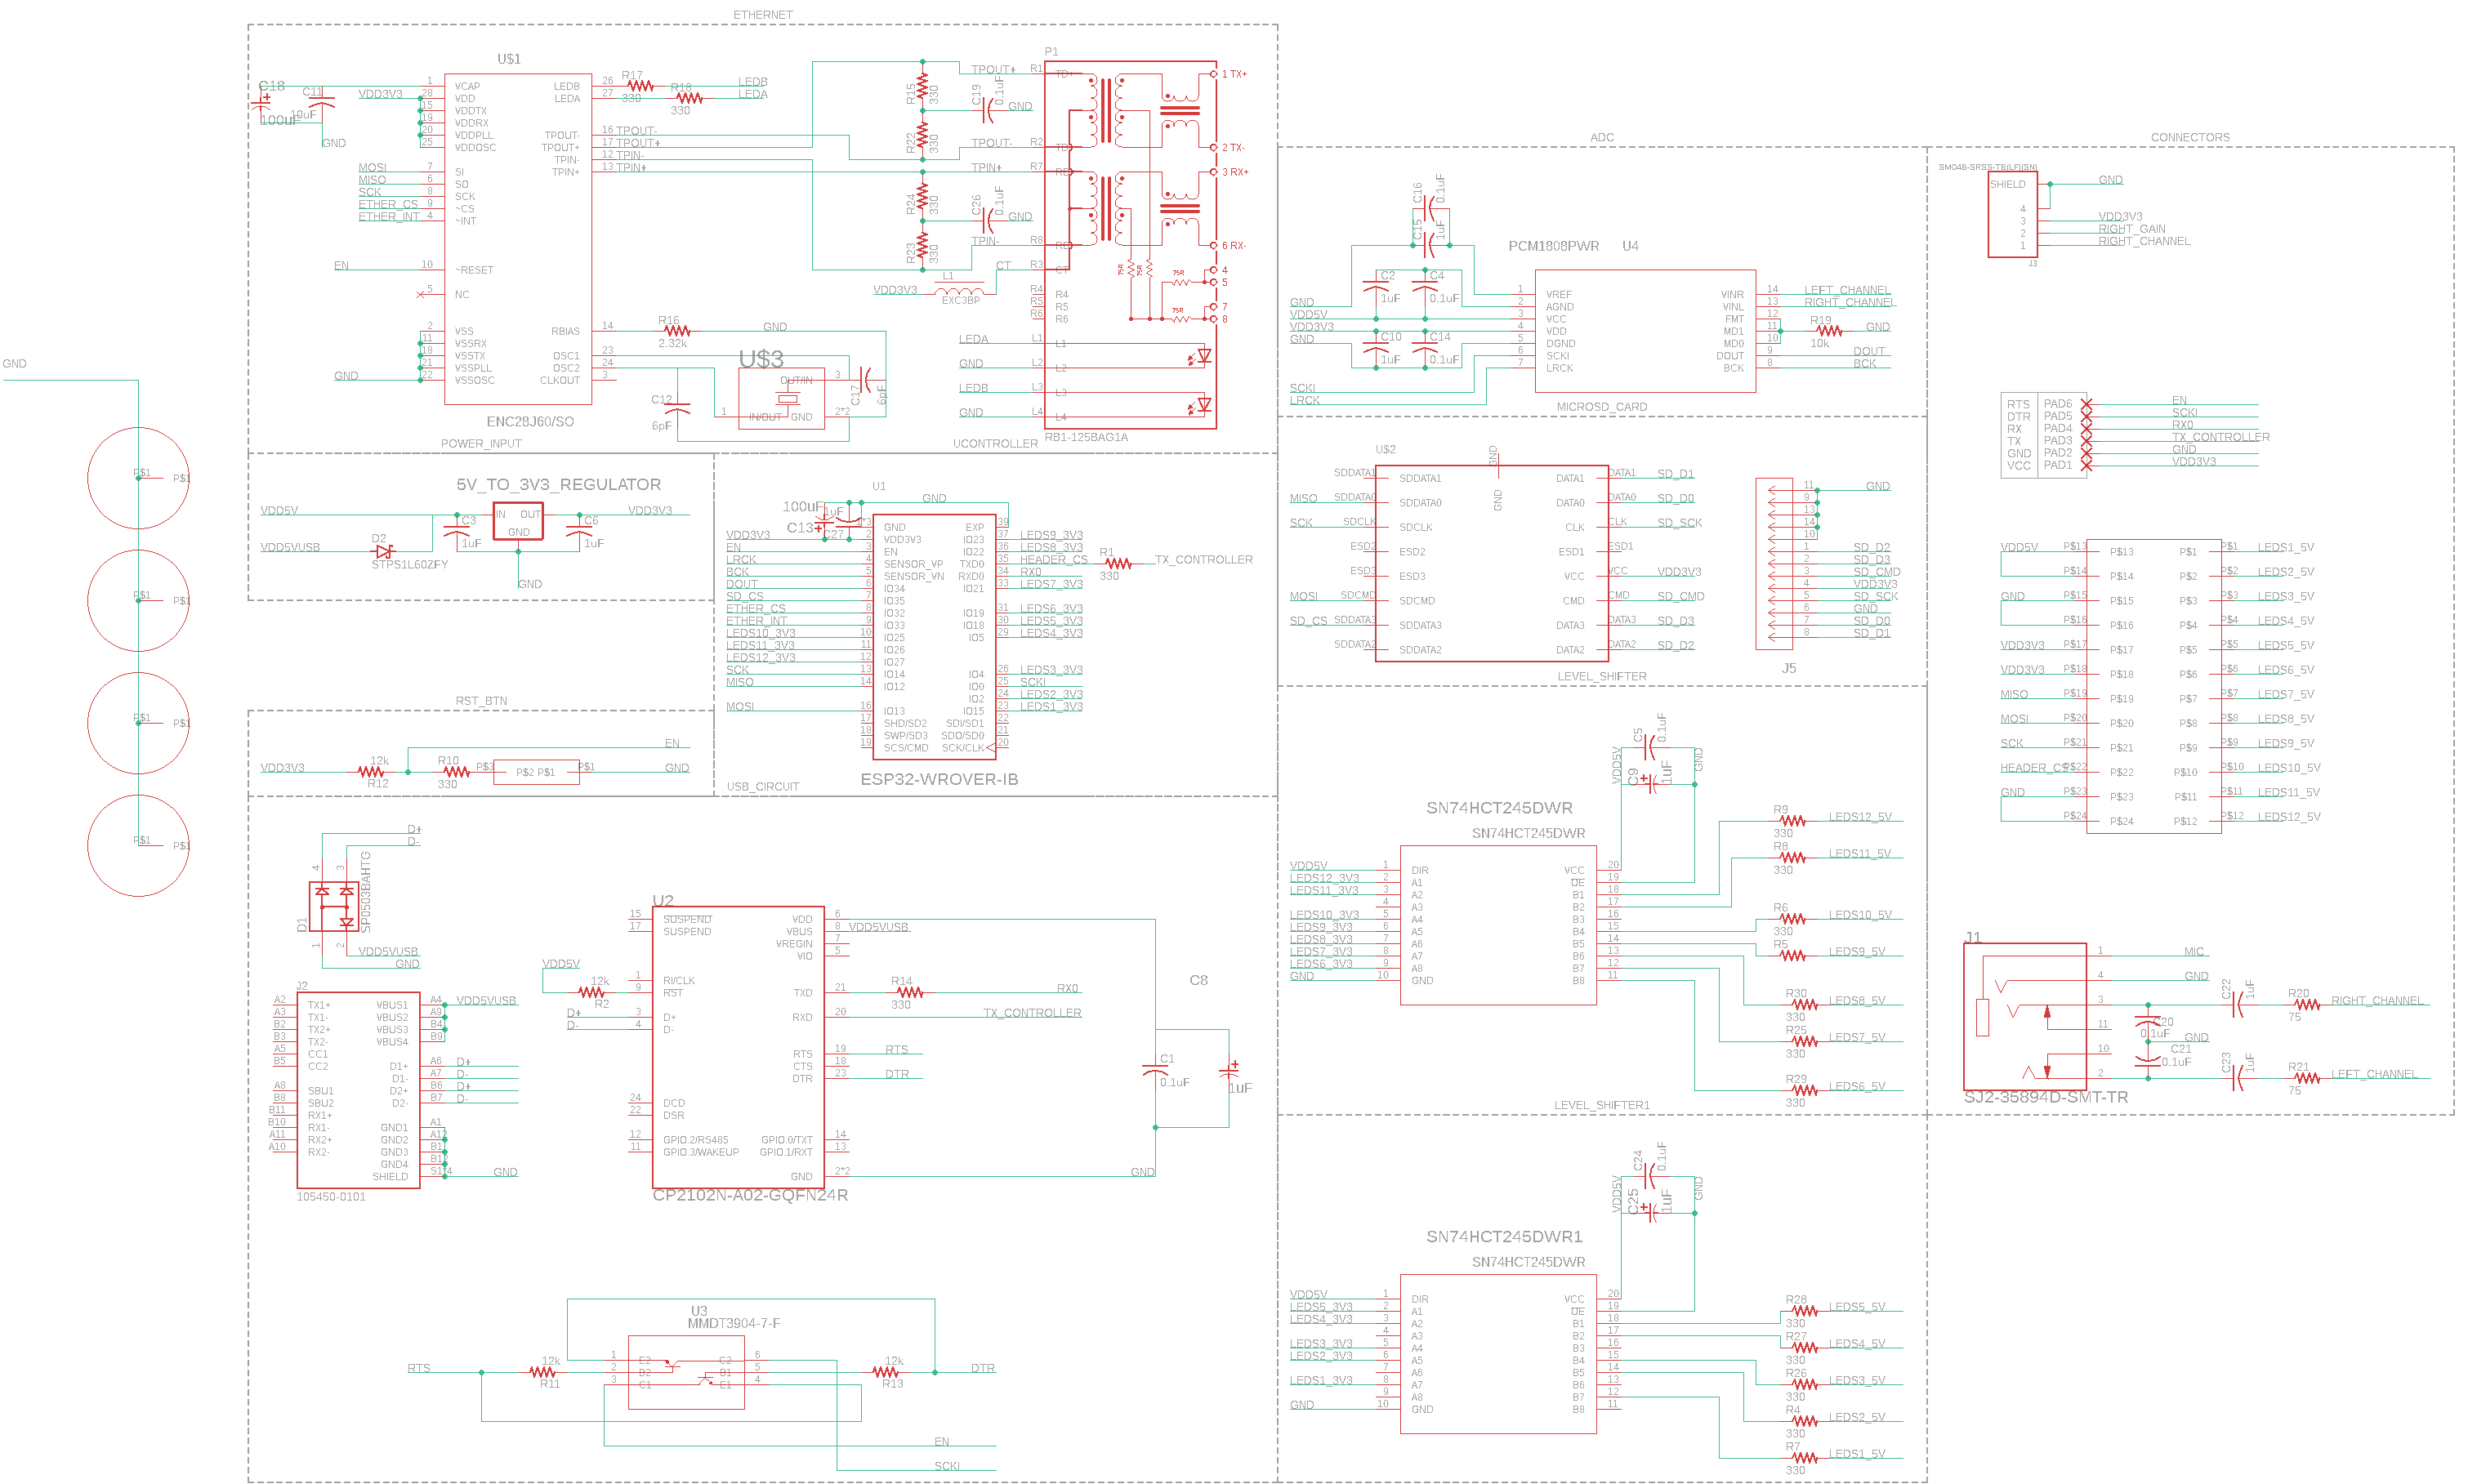 ETHERNET
U$1
C18
100uF
C11
10uF
GND
VDD3V3
MOSI
MISO
SCK
ETHER_CS
ETHER_INT
EN
GND
1 VCAP
28 VDD
15 VDDTX
19 VDDRX
20 VDDPLL
25 VDDOSC
7 SI
6 SO
8 SCK
9 ~CS
4 ~INT
10 ~RESET
5 NC
2 VSS
11 VSSRX
18 VSSTX
21 VSSPLL
22 VSSOSC
LEDB 26
LEDA 27
TPOUT- 16 TPOUT-
TPOUT+ 17 TPOUT+
TPIN- 12 TPIN-
TPIN+ 13 TPIN+
RBIAS 14
OSC1 23
OSC2 24
CLKOUT 3
ENC28J60/SO
R17
330
LEDB
R18
330
LEDA
R16
2.32k
GND
U$3
OUT/IN 3
1 IN/OUT GND 2*2
C12
6pF
C17
6pF
R15
330
R22
330
R24
330
R23
330
C19
0.1uF
GND
C26
0.1uF
GND
TPOUT+
TPOUT-
TPIN+
TPIN-
L1
EXC3BP
VDD3V3
CT
P1
R1 TD+
R2 TD-
R7 RD+
R8 RD-
R3 CT
R4 R4
R5 R5
R6 R6
LEDA L1 L1
GND L2 L2
LEDB L3 L3
GND L4 L4
1 TX+
2 TX-
3 RX+
6 RX-
4
5
7
8
75R
75R
75R
75R
RB1-125BAG1A
GND
P$1 P$1
P$1 P$1
P$1 P$1
P$1 P$1
POWER_INPUT
5V_TO_3V3_REGULATOR
VDD5V
VDD5VUSB
D2
STPS1L60ZFY
C3
1uF
IN OUT
GND
C6
1uF
VDD3V3
GND
RST_BTN
VDD3V3
12k
R12
R10
330
P$3 P$2 P$1 P$1
EN
GND
UCONTROLLER
U1
100uF
C13
1uF
C27
GND
VDD3V3
EN
LRCK
BCK
DOUT
SD_CS
ETHER_CS
ETHER_INT
LEDS10_3V3
LEDS11_3V3
LEDS12_3V3
SCK
MISO
MOSI
1*3 GND
2 VDD3V3
3 EN
4 SENSOR_VP
5 SENSOR_VN
6 IO34
7 IO35
8 IO32
9 IO33
10 IO25
11 IO26
12 IO27
13 IO14
14 IO12
16 IO13
17 SHD/SD2
18 SWP/SD3
19 SCS/CMD
EXP 39
IO23 37 LEDS9_3V3
IO22 36 LEDS8_3V3
TXD0 35 HEADER_CS
RXD0 34 RX0
IO21 33 LEDS7_3V3
IO19 31 LEDS6_3V3
IO18 30 LEDS5_3V3
IO5 29 LEDS4_3V3
IO4 26 LEDS3_3V3
IO0 25 SCKI
IO2 24 LEDS2_3V3
IO15 23 LEDS1_3V3
SDI/SD1 22
SDO/SD0 21
SCK/CLK 20
R1
330
TX_CONTROLLER
ESP32-WROVER-IB
USB_CIRCUIT
D+
D-
4 3
D1
SP0503BAHTG
1 2
VDD5VUSB
GND
J2
A2 TX1+
A3 TX1-
B2 TX2+
B3 TX2-
A5 CC1
B5 CC2
A8 SBU1
B8 SBU2
B11 RX1+
B10 RX1-
A11 RX2+
A10 RX2-
VBUS1 A4 VDD5VUSB
VBUS2 A9
VBUS3 B4
VBUS4 B9
D1+ A6 D+
D1- A7 D-
D2+ B6 D+
D2- B7 D-
GND1 A1
GND2 A12
GND3 B1
GND4 B12
SHIELD S1*4 GND
105450-0101
U2
15 SUSPEND
17 SUSPEND
1 RI/CLK
9 RST
3 D+
4 D-
24 DCD
22 DSR
12 GPIO.2/RS485
11 GPIO.3/WAKEUP
VDD 6
VBUS 8 VDD5VUSB
VREGIN 7
VIO 5
TXD 21
RXD 20
RTS 19 RTS
CTS 18
DTR 23 DTR
GPIO.0/TXT 14
GPIO.1/RXT 13
GND 2*2
CP2102N-A02-GQFN24R
VDD5V
12k
R2
D+
D-
R14
330
RX0
TX_CONTROLLER
C8
C1
0.1uF
1uF
GND
U3
MMDT3904-7-F
RTS
12k
R11
1 E2 C2 6
2 B2 B1 5
3 C1 E1 4
12k
R13
DTR
EN
SCKI
ADC
C16
0.1uF
C15
1uF
C2
1uF
C4
0.1uF
C10
1uF
C14
0.1uF
GND
VDD5V
VDD3V3
GND
SCKI
LRCK
PCM1808PWR U4
1 VREF
2 AGND
3 VCC
4 VDD
5 DGND
6 SCKI
7 LRCK
VINR 14 LEFT_CHANNEL
VINL 13 RIGHT_CHANNEL
FMT 12
MD1 11
MD0 10
DOUT 9 DOUT
BCK 8 BCK
R19
10k
GND
MICROSD_CARD
U$2
GND
GND
SDDATA1 SDDATA1
MISO SDDATA0 SDDATA0
SCK SDCLK SDCLK
ESD2 ESD2
ESD3 ESD3
MOSI SDCMD SDCMD
SD_CS SDDATA3 SDDATA3
SDDATA2 SDDATA2
DATA1 DATA1 SD_D1
DATA0 DATA0 SD_D0
CLK CLK SD_SCK
ESD1 ESD1
VCC VCC VDD3V3
CMD CMD SD_CMD
DATA3 DATA3 SD_D3
DATA2 DATA2 SD_D2
11 GND
9
13
14
10
1 SD_D2
2 SD_D3
3 SD_CMD
4 VDD3V3
5 SD_SCK
6 GND
7 SD_D0
8 SD_D1
J5
LEVEL_SHIFTER
C5
0.1uF
C9
1uF
VDD5V
GND
SN74HCT245DWR
SN74HCT245DWR
VDD5V 1 DIR
LEDS12_3V3 2 A1
LEDS11_3V3 3 A2
4 A3
LEDS10_3V3 5 A4
LEDS9_3V3 6 A5
LEDS8_3V3 7 A6
LEDS7_3V3 8 A7
LEDS6_3V3 9 A8
GND 10 GND
VCC 20
OE 19
B1 18
B2 17
B3 16
B4 15
B5 14
B6 13
B7 12
B8 11
R9
330
LEDS12_5V
R8
330
LEDS11_5V
R6
330
LEDS10_5V
R5
330
LEDS9_5V
R30
330
LEDS8_5V
R25
330
LEDS7_5V
R29
330
LEDS6_5V
LEVEL_SHIFTER1
C24
0.1uF
C25
1uF
VDD5V
GND
SN74HCT245DWR1
SN74HCT245DWR
VDD5V 1 DIR
LEDS5_3V3 2 A1
LEDS4_3V3 3 A2
4 A3
LEDS3_3V3 5 A4
LEDS2_3V3 6 A5
7 A6
LEDS1_3V3 8 A7
9 A8
GND 10 GND
VCC 20
OE 19
B1 18
B2 17
B3 16
B4 15
B5 14
B6 13
B7 12
B8 11
R28
330
LEDS5_5V
R27
330
LEDS4_5V
R26
330
LEDS3_5V
R4
330
LEDS2_5V
R7
330
LEDS1_5V
CONNECTORS
SM04B-SRSS-TB(LF)(SN)
SHIELD GND
4
3 VDD3V3
2 RIGHT_GAIN
1 RIGHT_CHANNEL
J3
RTS PAD6 EN
DTR PAD5 SCKI
RX PAD4 RX0
TX PAD3 TX_CONTROLLER
GND PAD2 GND
VCC PAD1 VDD3V3
VDD5V P$13 P$13 P$1 P$1 LEDS1_5V
P$14 P$14 P$2 P$2 LEDS2_5V
GND P$15 P$15 P$3 P$3 LEDS3_5V
P$16 P$16 P$4 P$4 LEDS4_5V
VDD3V3 P$17 P$17 P$5 P$5 LEDS5_5V
VDD3V3 P$18 P$18 P$6 P$6 LEDS6_5V
MISO P$19 P$19 P$7 P$7 LEDS7_5V
MOSI P$20 P$20 P$8 P$8 LEDS8_5V
SCK P$21 P$21 P$9 P$9 LEDS9_5V
HEADER_CS P$22 P$22 P$10 P$10 LEDS10_5V
GND P$23 P$23 P$11 P$11 LEDS11_5V
P$24 P$24 P$12 P$12 LEDS12_5V
J1
1 MIC
4 GND
3
11
10
2
C20
0.1uF
GND
C21
0.1uF
C22
1uF
C23
1uF
R20
75
RIGHT_CHANNEL
R21
75
LEFT_CHANNEL
SJ2-35894D-SMT-TR